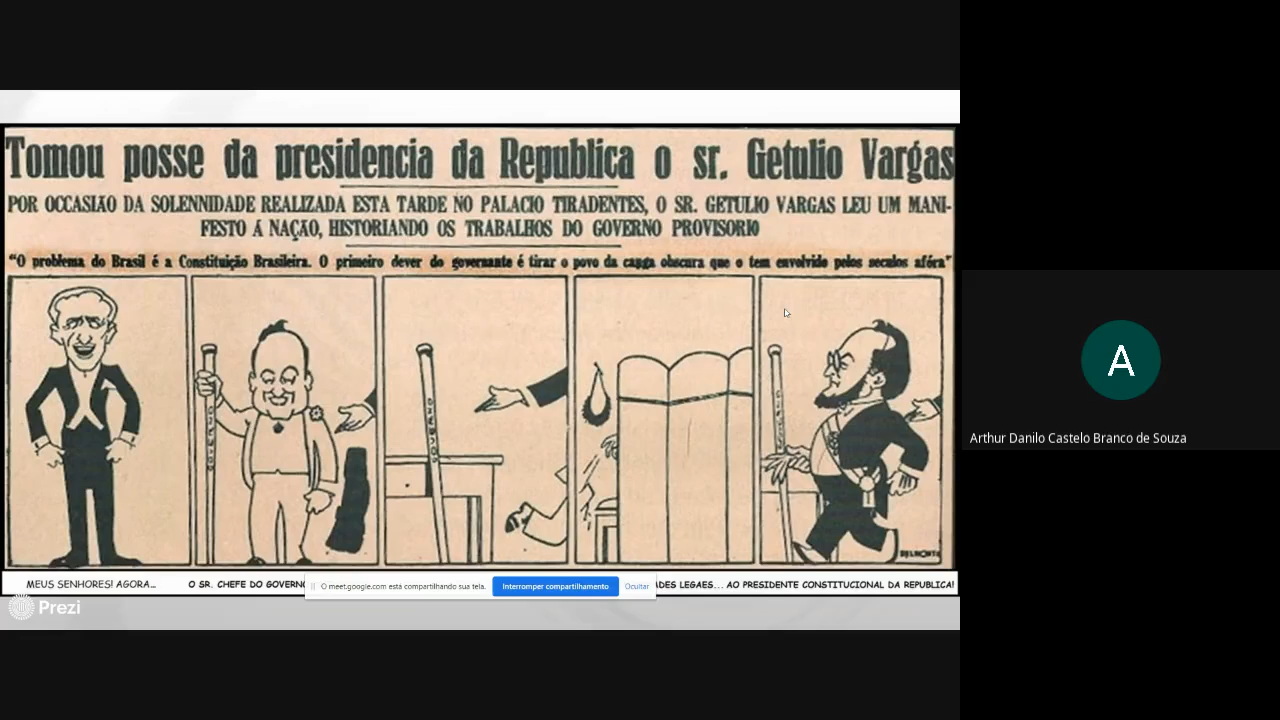 Tomou posse da presidencia da Republica o sr. Getulio Vargas
POR OCCASIÃO DA SOLENNIDADE REALIZADA ESTA TARDE NO PALACIO TIRADENTES, O SR. GETULIO VARGAS LEU UM MANI-
FESTO Á NAÇÃO, HISTORIANDO OS TRABALHOS DO GOVERNO PROVISORIO
"O problema do Brasil é a Constituição Brasileira. O primeiro dever do governante é tirar o povo da canga obscura que o tem envolvido pelos seculos afóra"
GOVERNO
GOVERNO
GOVERNO
BELMONTE
MEUS SENHORES! AGORA... O SR. CHEFE DO GOVERNO
DES LEGAES... AO PRESIDENTE CONSTITUCIONAL DA REPUBLICA!
O meet.google.com está compartilhando sua tela. Interromper compartilhamento Ocultar
Prezi
A
Arthur Danilo Castelo Branco de Souza